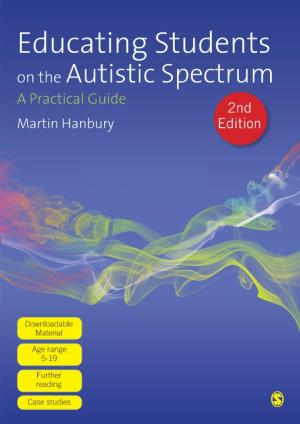 Educating Students
on the Autistic Spectrum
A Practical Guide
Martin Hanbury
2nd
Edition
Downloadable
Material
Age range
5-19
Further
reading
Case studies